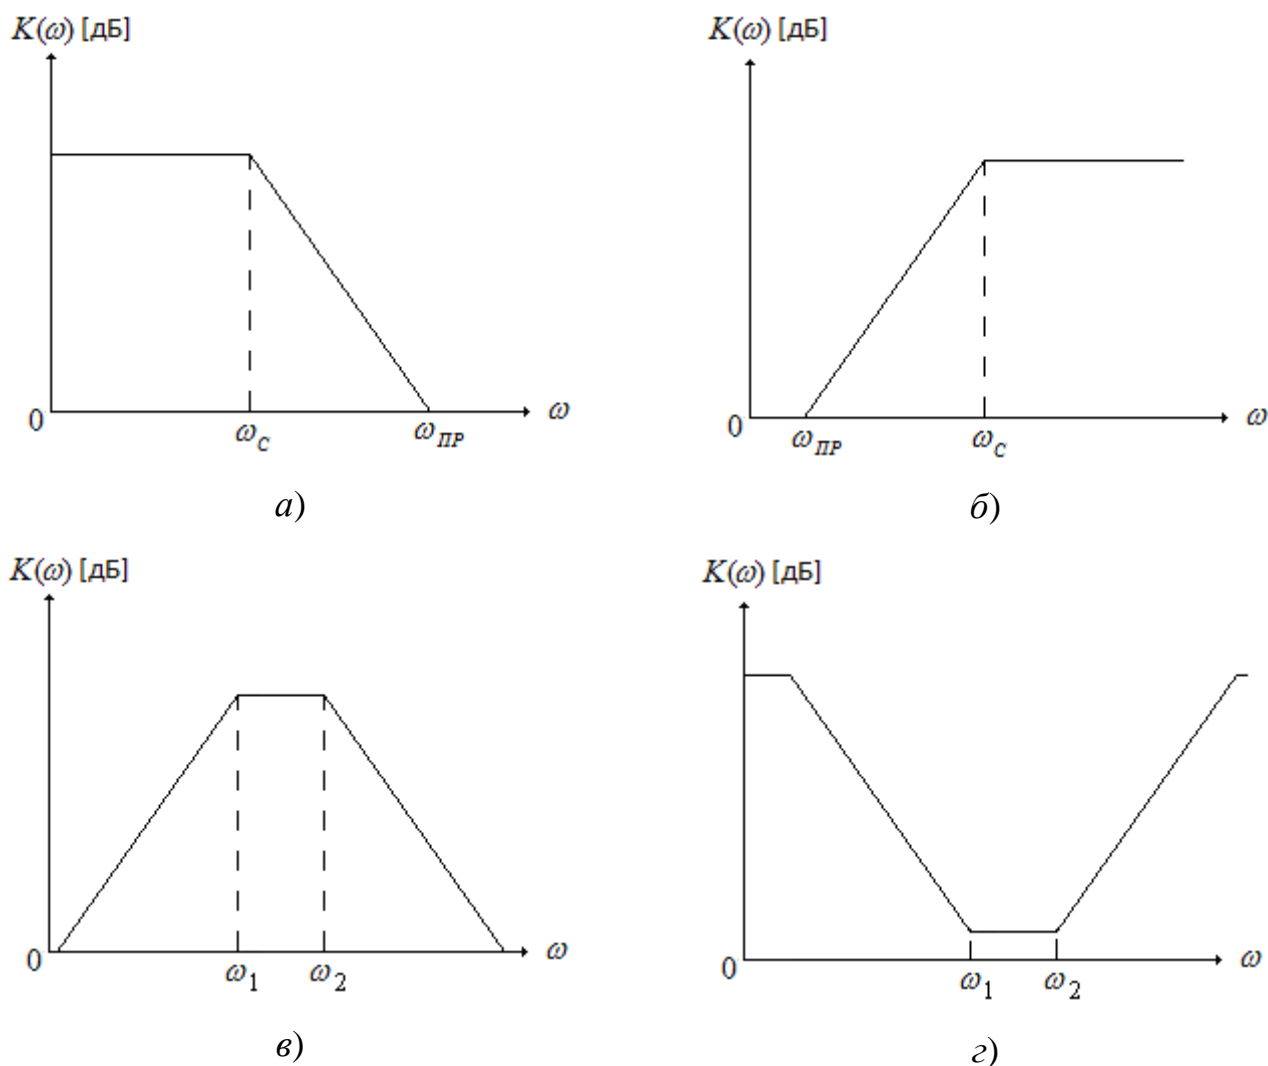 K(ω) [дБ]
K(ω) [дБ]
0
ω_C
ω_ПР
ω
0
ω_ПР
ω_C
ω
а)
б)
K(ω) [дБ]
K(ω) [дБ]
0
ω_1
ω_2
ω
0
ω_1
ω_2
ω
в)
г)